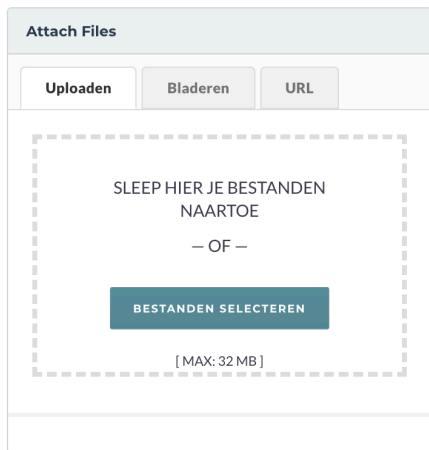 Attach Files
Uploaden Bladeren URL
SLEEP HIER JE BESTANDEN
NAARTOE
— OF —
BESTANDEN SELECTEREN
[ MAX: 32 MB ]